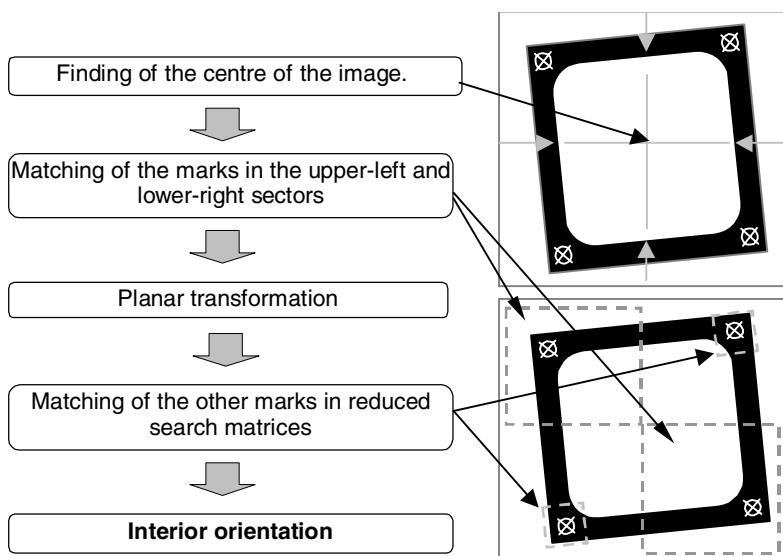 Finding of the centre of the image.
Matching of the marks in the upper-left and
lower-right sectors
Planar transformation
Matching of the other marks in reduced
search matrices
Interior orientation